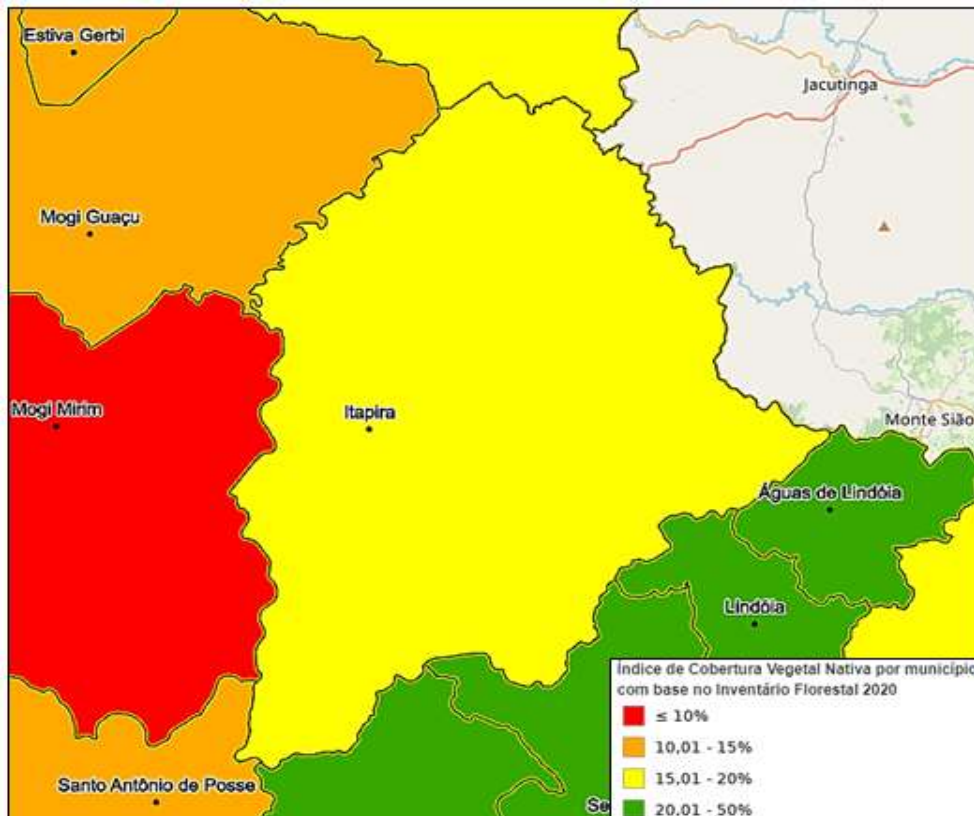 Estiva Gerbi
Jacutinga
Mogi Guaçu
Mogi Mirim
Itapira
Monte Sião
Águas de Lindóia
Lindóia
Santo Antônio de Posse
Se
Índice de Cobertura Vegetal Nativa por município
com base no Inventário Florestal 2020
≤ 10%
10,01 - 15%
15,01 - 20%
20,01 - 50%